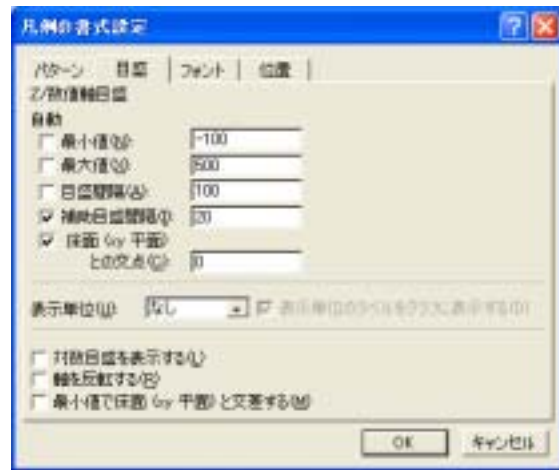 凡例の書式設定
パターン 目盛 フォント 位置
Z/数値軸目盛
自動
最小値(N): -100
最大値(X): 500
目盛間隔(A): 100
補助目盛間隔(I): 20
床面 (xy 平面)
との交点(C): 0
表示単位(U): なし 表示単位のラベルをグラフに表示する(D)
対数目盛を表示する(L)
軸を反転する(R)
最小値で床面 (xy 平面) と交差する(M)
OK キャンセル